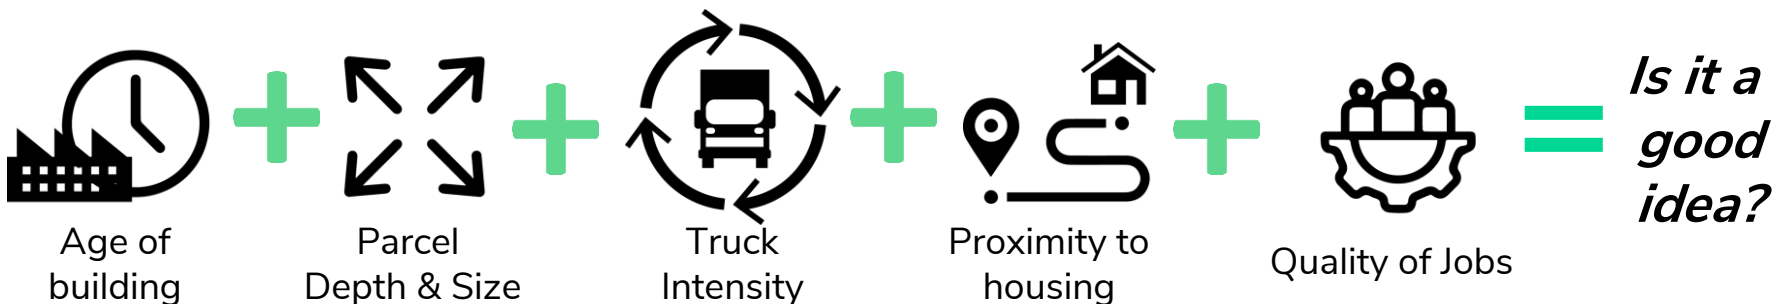 Age of
building
Parcel
Depth & Size
Truck
Intensity
Proximity to
housing
Quality of Jobs
Is it a
good
idea?